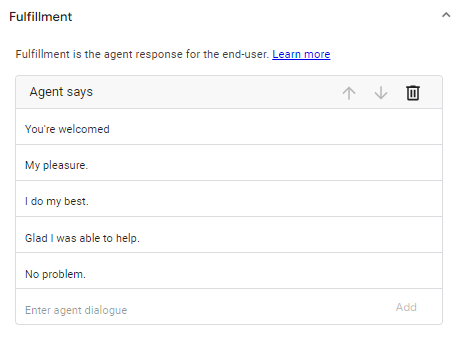 Fulfillment
Fulfillment is the agent response for the end-user. Learn more
Agent says
You're welcomed
My pleasure.
I do my best.
Glad I was able to help.
No problem.
Enter agent dialogue Add